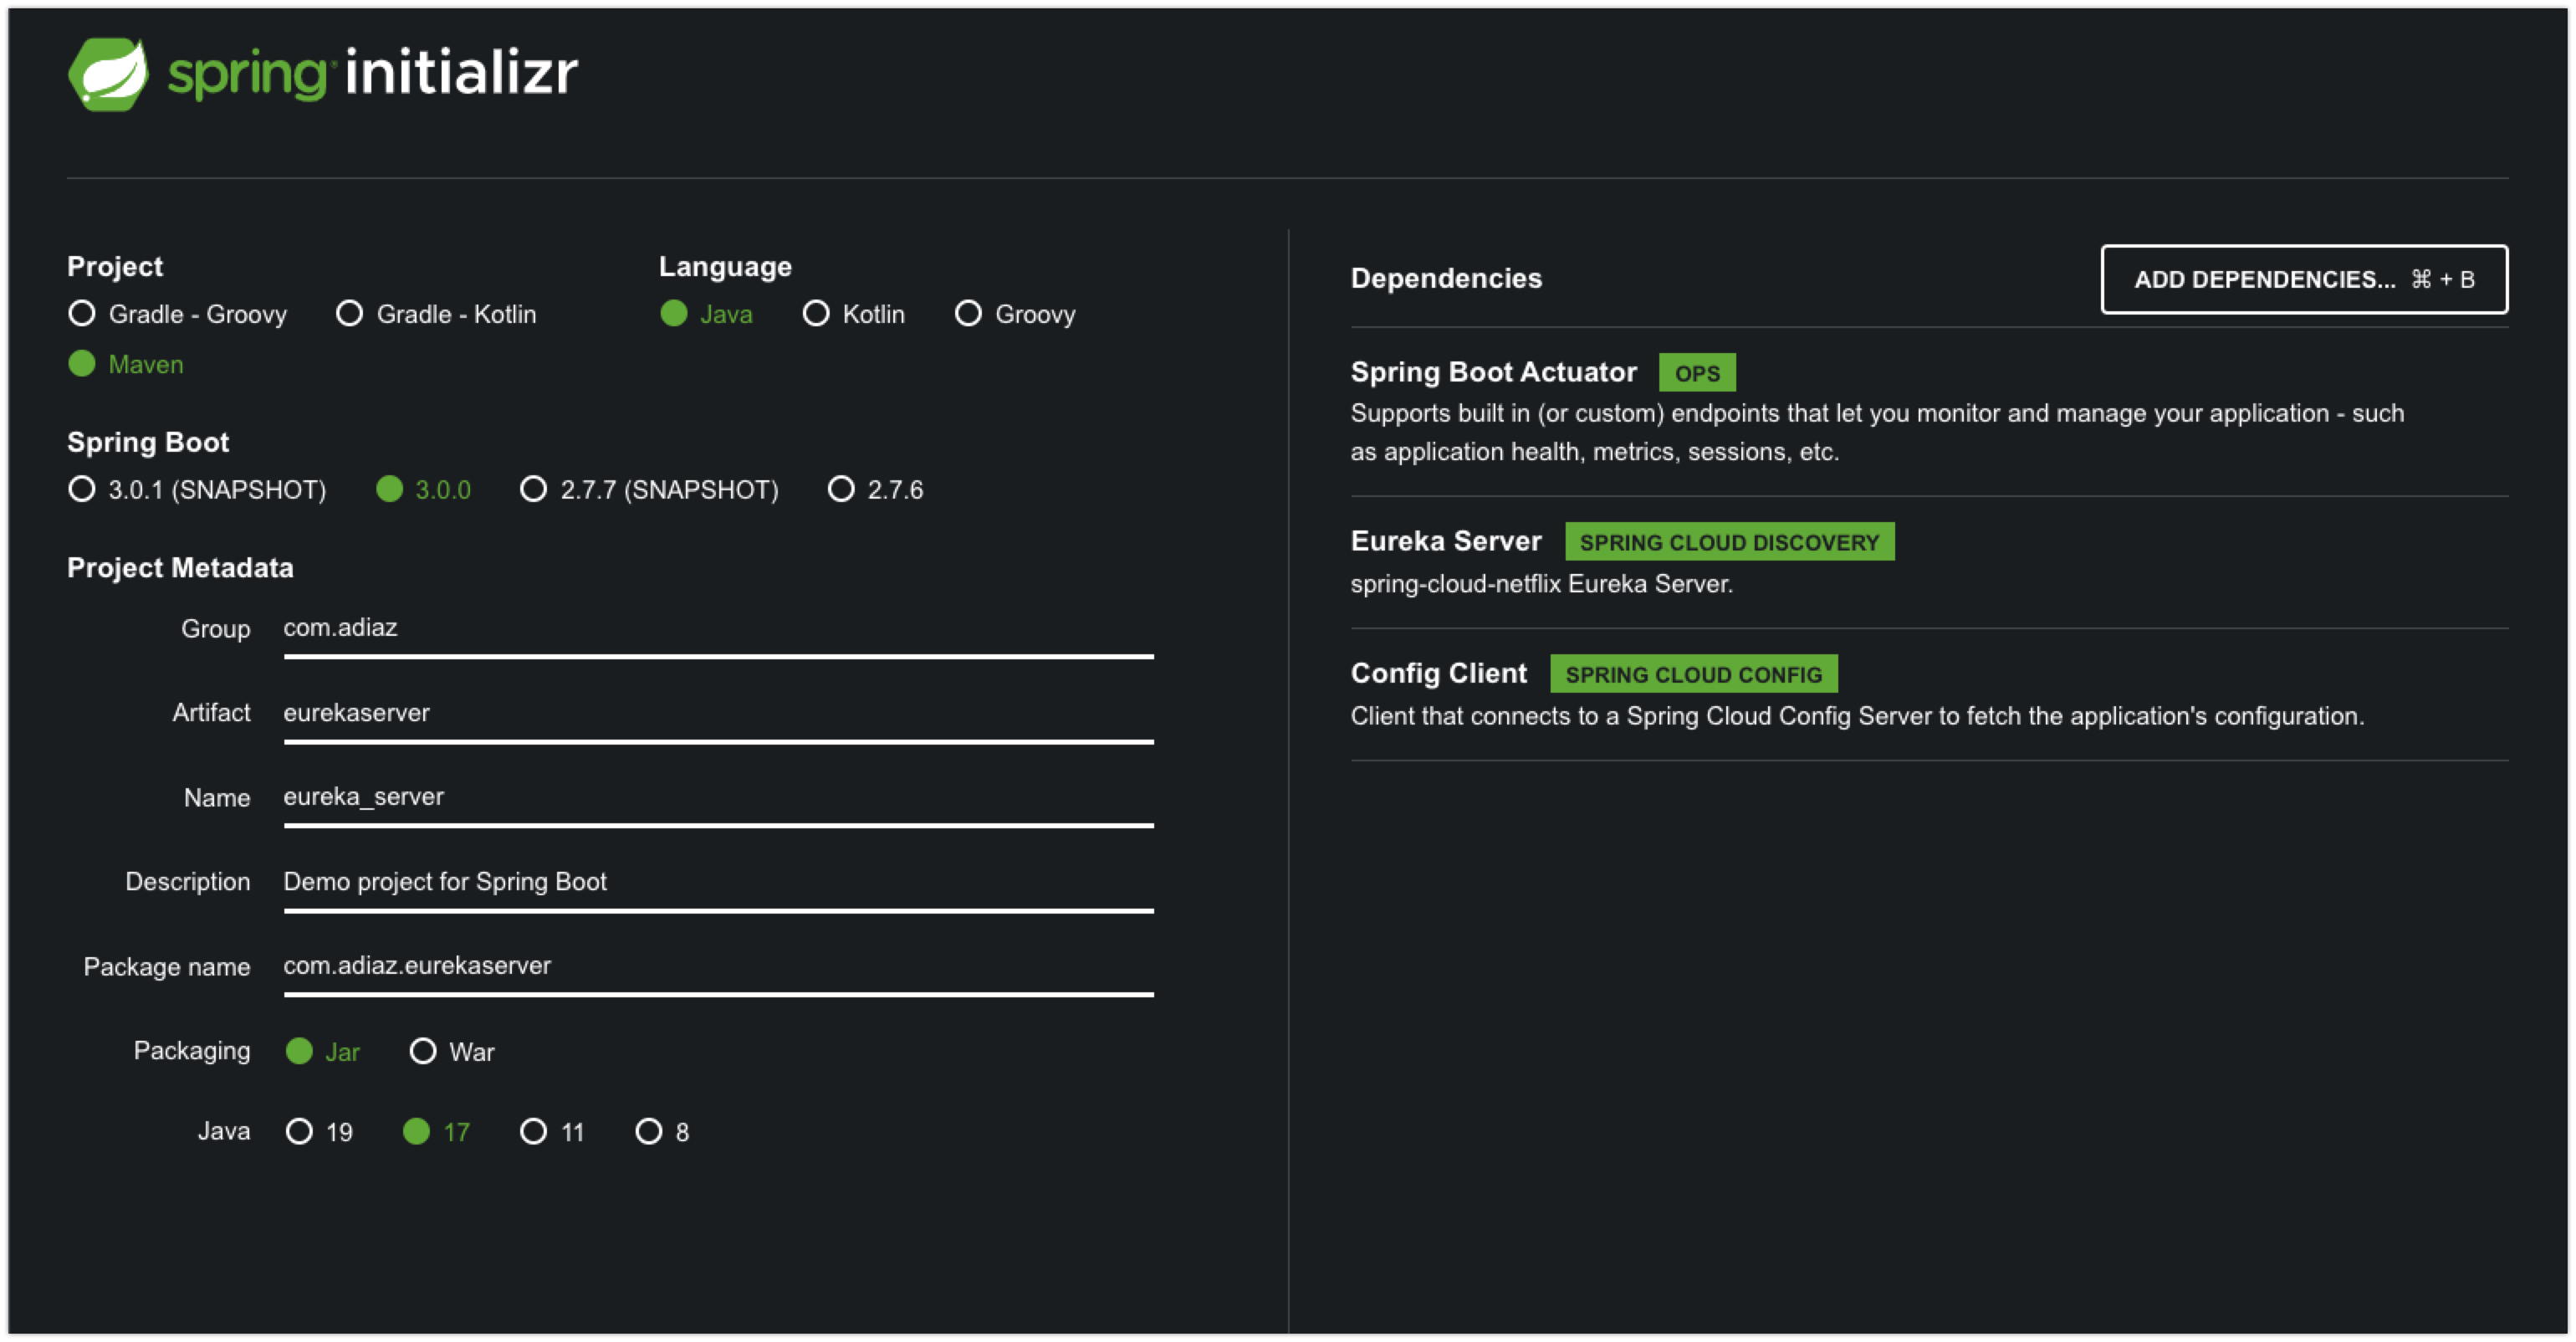 spring initializr
Project
Gradle - Groovy Gradle - Kotlin
Maven
Language
Java Kotlin Groovy
Spring Boot
3.0.1 (SNAPSHOT) 3.0.0 2.7.7 (SNAPSHOT) 2.7.6
Project Metadata
Group com.adiaz
Artifact eurekaserver
Name eureka_server
Description Demo project for Spring Boot
Package name com.adiaz.eurekaserver
Packaging Jar War
Java 19 17 11 8
Dependencies
ADD DEPENDENCIES... ⌘ + B
Spring Boot Actuator OPS
Supports built in (or custom) endpoints that let you monitor and manage your application - such
as application health, metrics, sessions, etc.
Eureka Server SPRING CLOUD DISCOVERY
spring-cloud-netflix Eureka Server.
Config Client SPRING CLOUD CONFIG
Client that connects to a Spring Cloud Config Server to fetch the application's configuration.